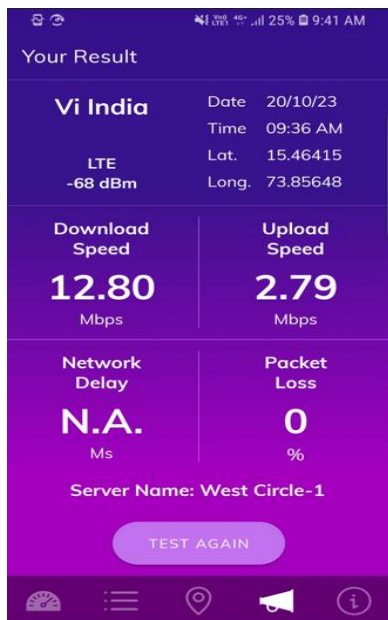 4G+ 25% 9:41 AM
Your Result
Vi India
LTE
-68 dBm
Date 20/10/23
Time 09:36 AM
Lat. 15.46415
Long. 73.85648
Download
Speed
12.80
Mbps
Upload
Speed
2.79
Mbps
Network
Delay
N.A.
Ms
Packet
Loss
0
%
Server Name: West Circle-1
TEST AGAIN